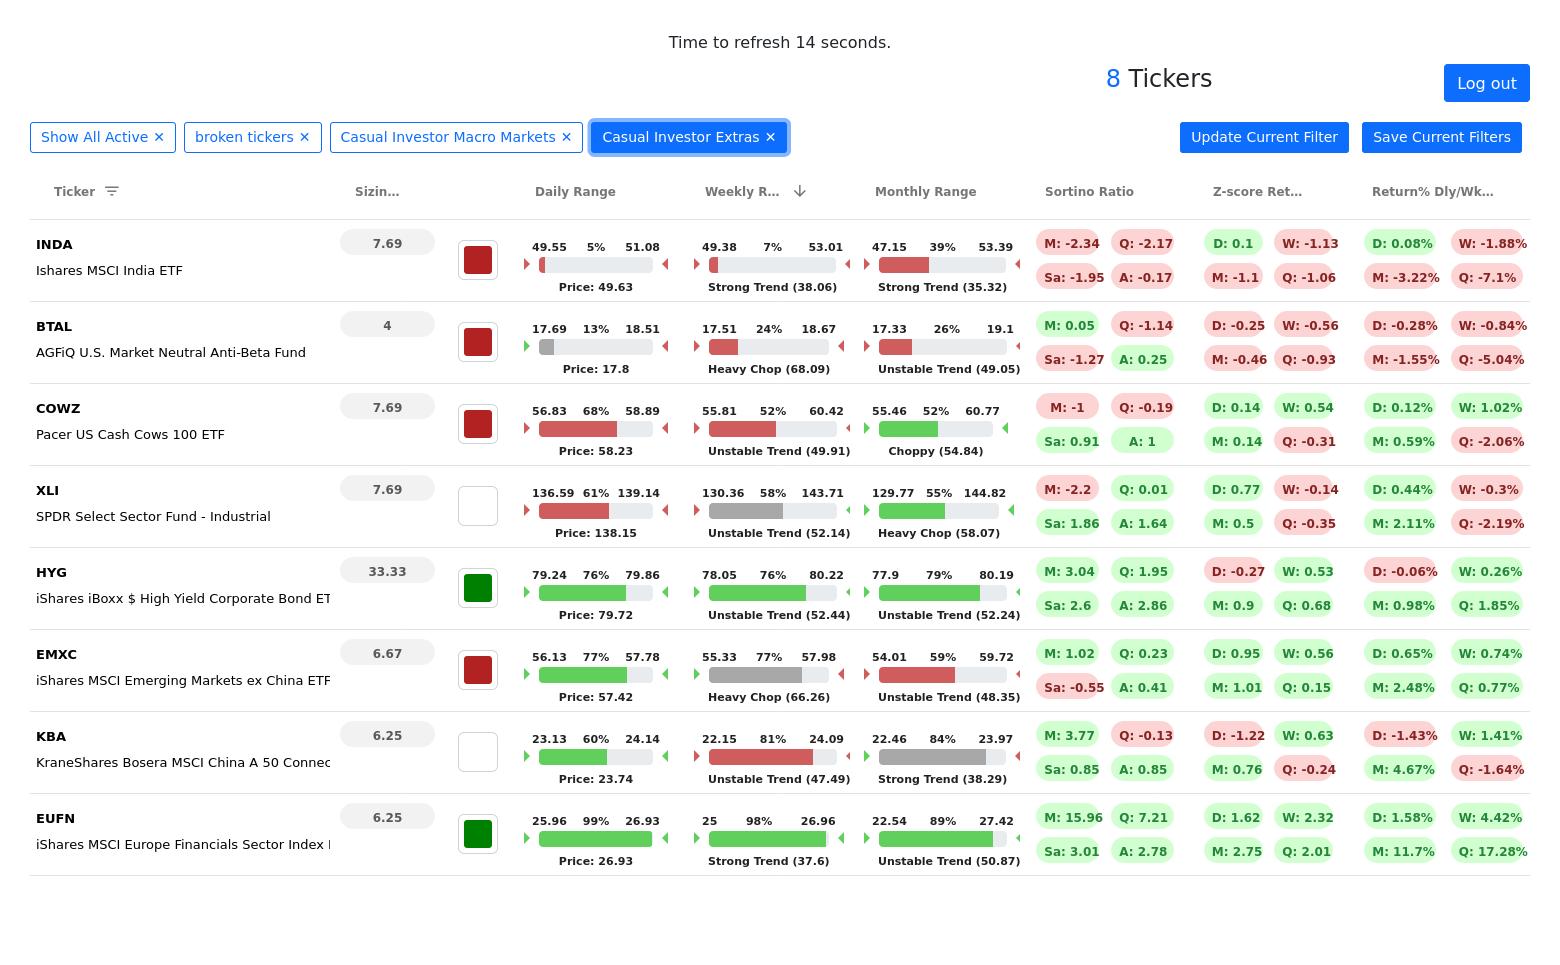 Time to refresh 14 seconds.
8 Tickers
Log out
Show All Active ✕ broken tickers ✕ Casual Investor Macro Markets ✕ Casual Investor Extras ✕ Update Current Filter Save Current Filters
Ticker Sizin… Daily Range Weekly R… Monthly Range Sortino Ratio Z-score Ret… Return% Dly/Wk…
INDA 7.69 49.55 5% 51.08 49.38 7% 53.01 47.15 39% 53.39 M: -2.34 Q: -2.17 D: 0.1 W: -1.13 D: 0.08% W: -1.88%
Ishares MSCI India ETF Price: 49.63 Strong Trend (38.06) Strong Trend (35.32) Sa: -1.95 A: -0.17 M: -1.1 Q: -1.06 M: -3.22% Q: -7.1%
BTAL 4 17.69 13% 18.51 17.51 24% 18.67 17.33 26% 19.1 M: 0.05 Q: -1.14 D: -0.25 W: -0.56 D: -0.28% W: -0.84%
AGFiQ U.S. Market Neutral Anti-Beta Fund Price: 17.8 Heavy Chop (68.09) Unstable Trend (49.05) Sa: -1.27 A: 0.25 M: -0.46 Q: -0.93 M: -1.55% Q: -5.04%
COWZ 7.69 56.83 68% 58.89 55.81 52% 60.42 55.46 52% 60.77 M: -1 Q: -0.19 D: 0.14 W: 0.54 D: 0.12% W: 1.02%
Pacer US Cash Cows 100 ETF Price: 58.23 Unstable Trend (49.91) Choppy (54.84) Sa: 0.91 A: 1 M: 0.14 Q: -0.31 M: 0.59% Q: -2.06%
XLI 7.69 136.59 61% 139.14 130.36 58% 143.71 129.77 55% 144.82 M: -2.2 Q: 0.01 D: 0.77 W: -0.14 D: 0.44% W: -0.3%
SPDR Select Sector Fund - Industrial Price: 138.15 Unstable Trend (52.14) Heavy Chop (58.07) Sa: 1.86 A: 1.64 M: 0.5 Q: -0.35 M: 2.11% Q: -2.19%
HYG 33.33 79.24 76% 79.86 78.05 76% 80.22 77.9 79% 80.19 M: 3.04 Q: 1.95 D: -0.27 W: 0.53 D: -0.06% W: 0.26%
iShares iBoxx $ High Yield Corporate Bond ET Price: 79.72 Unstable Trend (52.44) Unstable Trend (52.24) Sa: 2.6 A: 2.86 M: 0.9 Q: 0.68 M: 0.98% Q: 1.85%
EMXC 6.67 56.13 77% 57.78 55.33 77% 57.98 54.01 59% 59.72 M: 1.02 Q: 0.23 D: 0.95 W: 0.56 D: 0.65% W: 0.74%
iShares MSCI Emerging Markets ex China ETF Price: 57.42 Heavy Chop (66.26) Unstable Trend (48.35) Sa: -0.55 A: 0.41 M: 1.01 Q: 0.15 M: 2.48% Q: 0.77%
KBA 6.25 23.13 60% 24.14 22.15 81% 24.09 22.46 84% 23.97 M: 3.77 Q: -0.13 D: -1.22 W: 0.63 D: -1.43% W: 1.41%
KraneShares Bosera MSCI China A 50 Connec Price: 23.74 Unstable Trend (47.49) Strong Trend (38.29) Sa: 0.85 A: 0.85 M: 0.76 Q: -0.24 M: 4.67% Q: -1.64%
EUFN 6.25 25.96 99% 26.93 25 98% 26.96 22.54 89% 27.42 M: 15.96 Q: 7.21 D: 1.62 W: 2.32 D: 1.58% W: 4.42%
iShares MSCI Europe Financials Sector Index Price: 26.93 Strong Trend (37.6) Unstable Trend (50.87) Sa: 3.01 A: 2.78 M: 2.75 Q: 2.01 M: 11.7% Q: 17.28%